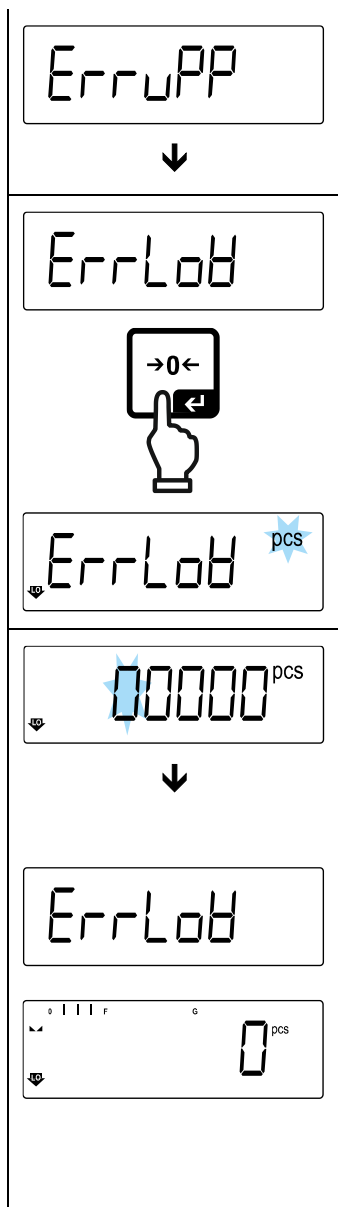 ErruPP
ErrLoW
→0←
ErrLoW pcs
LO
00000 pcs
LO
ErrLoW
0 F G
0 pcs
LO